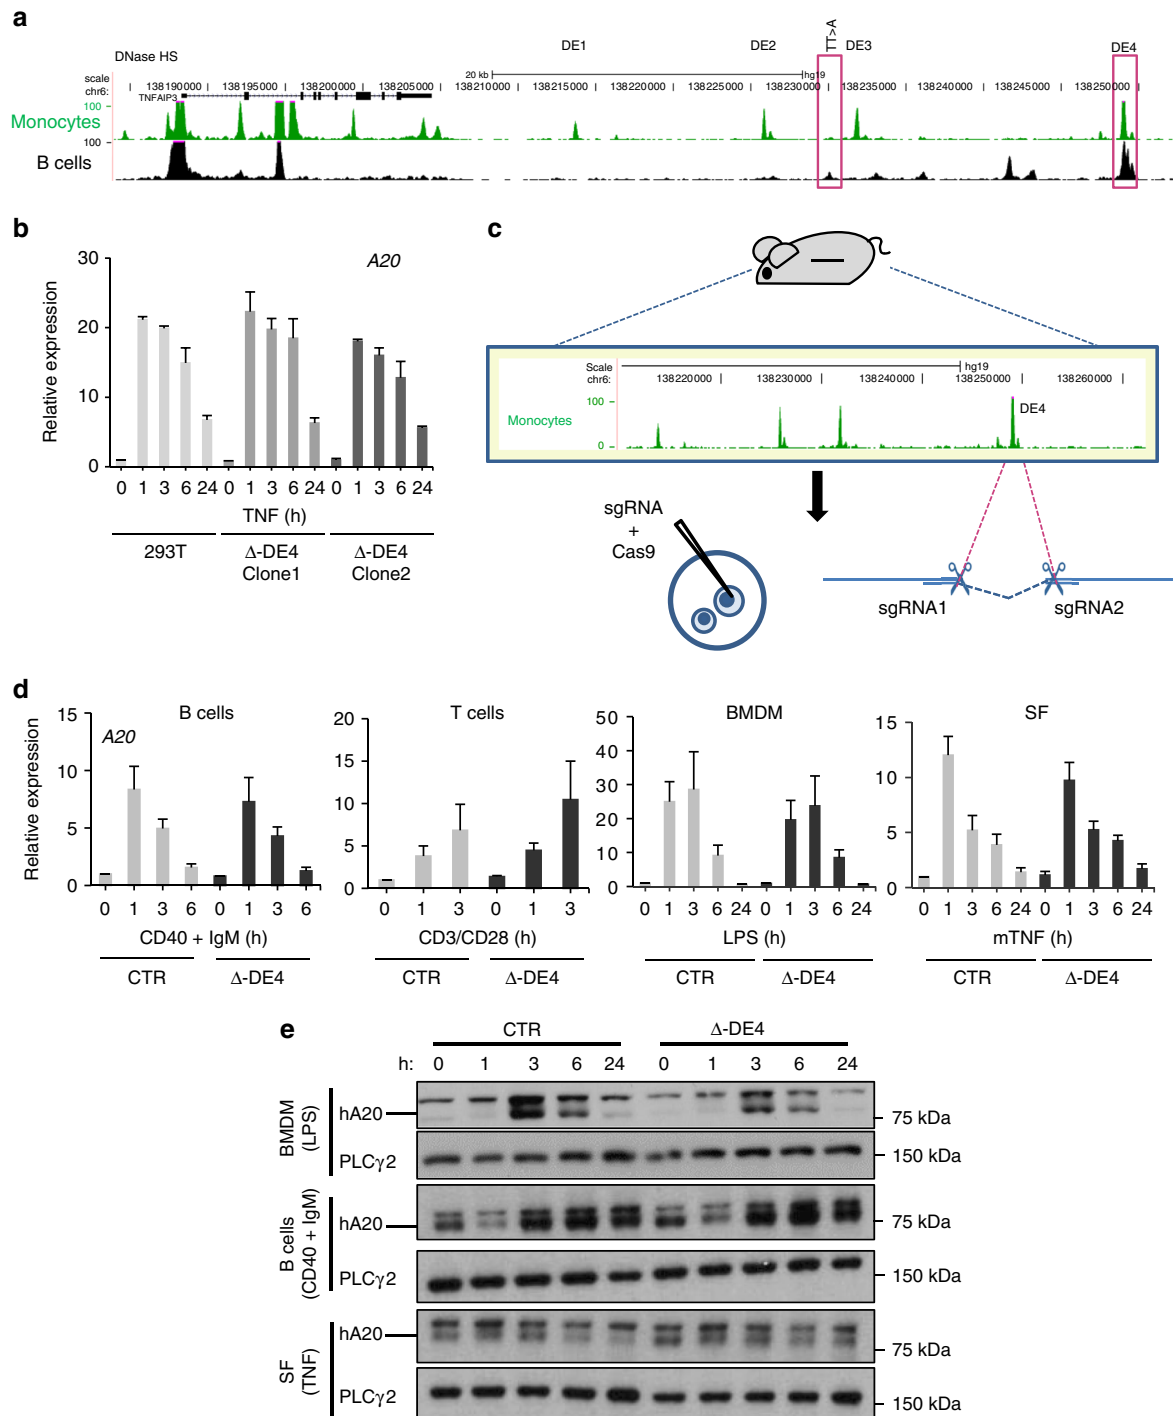 a
DNase HS
DE1
DE2
TT>A
DE3
DE4
scale
20 kb
hg19
chr6:
138190000
138195000
138200000
138205000
138210000
138215000
138220000
138225000
138230000
138235000
138240000
138245000
138250000
TNFAIP3
100
Monocytes
100
B cells
b
A20
Relative expression
30
20
10
0
0 1 3 6 24 0 1 3 6 24 0 1 3 6 24
TNF (h)
293T
Δ-DE4
Clone1
Δ-DE4
Clone2
c
Scale
hg19
chr6:
138220000
138230000
138240000
138250000
138260000
100
Monocytes
0
DE4
sgRNA
+
Cas9
sgRNA1
sgRNA2
d
B cells
A20
Relative expression
15
10
5
0
0 1 3 6 0 1 3 6
CD40 + IgM (h)
CTR
Δ-DE4
T cells
20
15
10
5
0
0 1 3 0 1 3
CD3/CD28 (h)
CTR
Δ-DE4
BMDM
50
40
30
20
10
0
0 1 3 6 24 0 1 3 6 24
LPS (h)
CTR
Δ-DE4
SF
15
10
5
0
0 1 3 6 24 0 1 3 6 24
mTNF (h)
CTR
Δ-DE4
e
CTR
Δ-DE4
h: 0 1 3 6 24 0 1 3 6 24
BMDM
(LPS)
hA20
75 kDa
PLCγ2
150 kDa
B cells
(CD40 + IgM)
hA20
75 kDa
PLCγ2
150 kDa
SF
(TNF)
hA20
75 kDa
PLCγ2
150 kDa